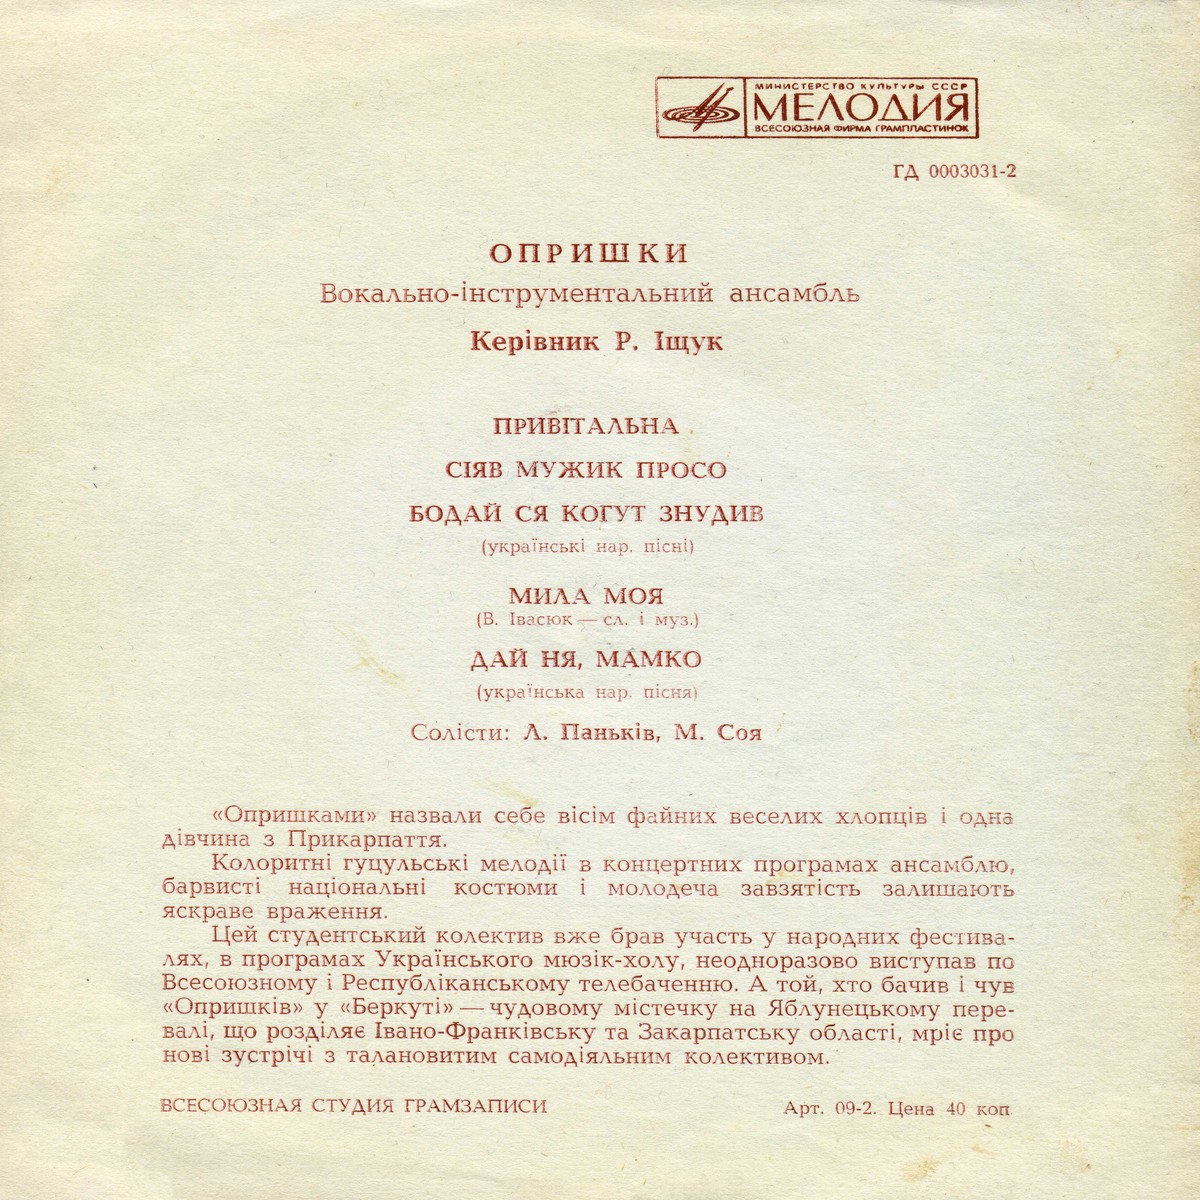 МИНИСТЕРСТВО КУЛЬТУРЫ СССР
МЕЛОДИЯ
ВСЕСОЮЗНАЯ ФИРМА ГРАМПЛАСТИНОК
ГД 0003031-2
ОПРИШКИ
Вокально-інструментальний ансамбль
Керівник Р. Іщук
ПРИВІТАЛЬНА
СІЯВ МУЖИК ПРОСО
БОДАЙ СЯ КОГУТ ЗНУДИВ
(українські нар. пісні)
МИЛА МОЯ
(В. Івасюк — сл. і муз.)
ДАЙ НЯ, МАМКО
(українська нар. пісня)
Солісти: Л. Паньків, М. Соя
«Опришками» назвали себе вісім файних веселих хлопців і одна
дівчина з Прикарпаття.
Колоритні гуцульські мелодії в концертних програмах ансамблю,
барвисті національні костюми і молодеча завзятість залишають
яскраве враження.
Цей студентський колектив вже брав участь у народних фестива-
лях, в програмах Українського мюзік-холу, неодноразово виступав по
Всесоюзному і Республіканському телебаченню. А той, хто бачив і чув
«Опришків» у «Беркуті» — чудовому містечку на Яблунецькому пере-
валі, що розділяє Івано-Франківську та Закарпатську області, мріє про
нові зустрічі з талановитим самодіяльним колективом.
ВСЕСОЮЗНАЯ СТУДИЯ ГРАМЗАПИСИ
Арт. 09-2. Цена 40 коп